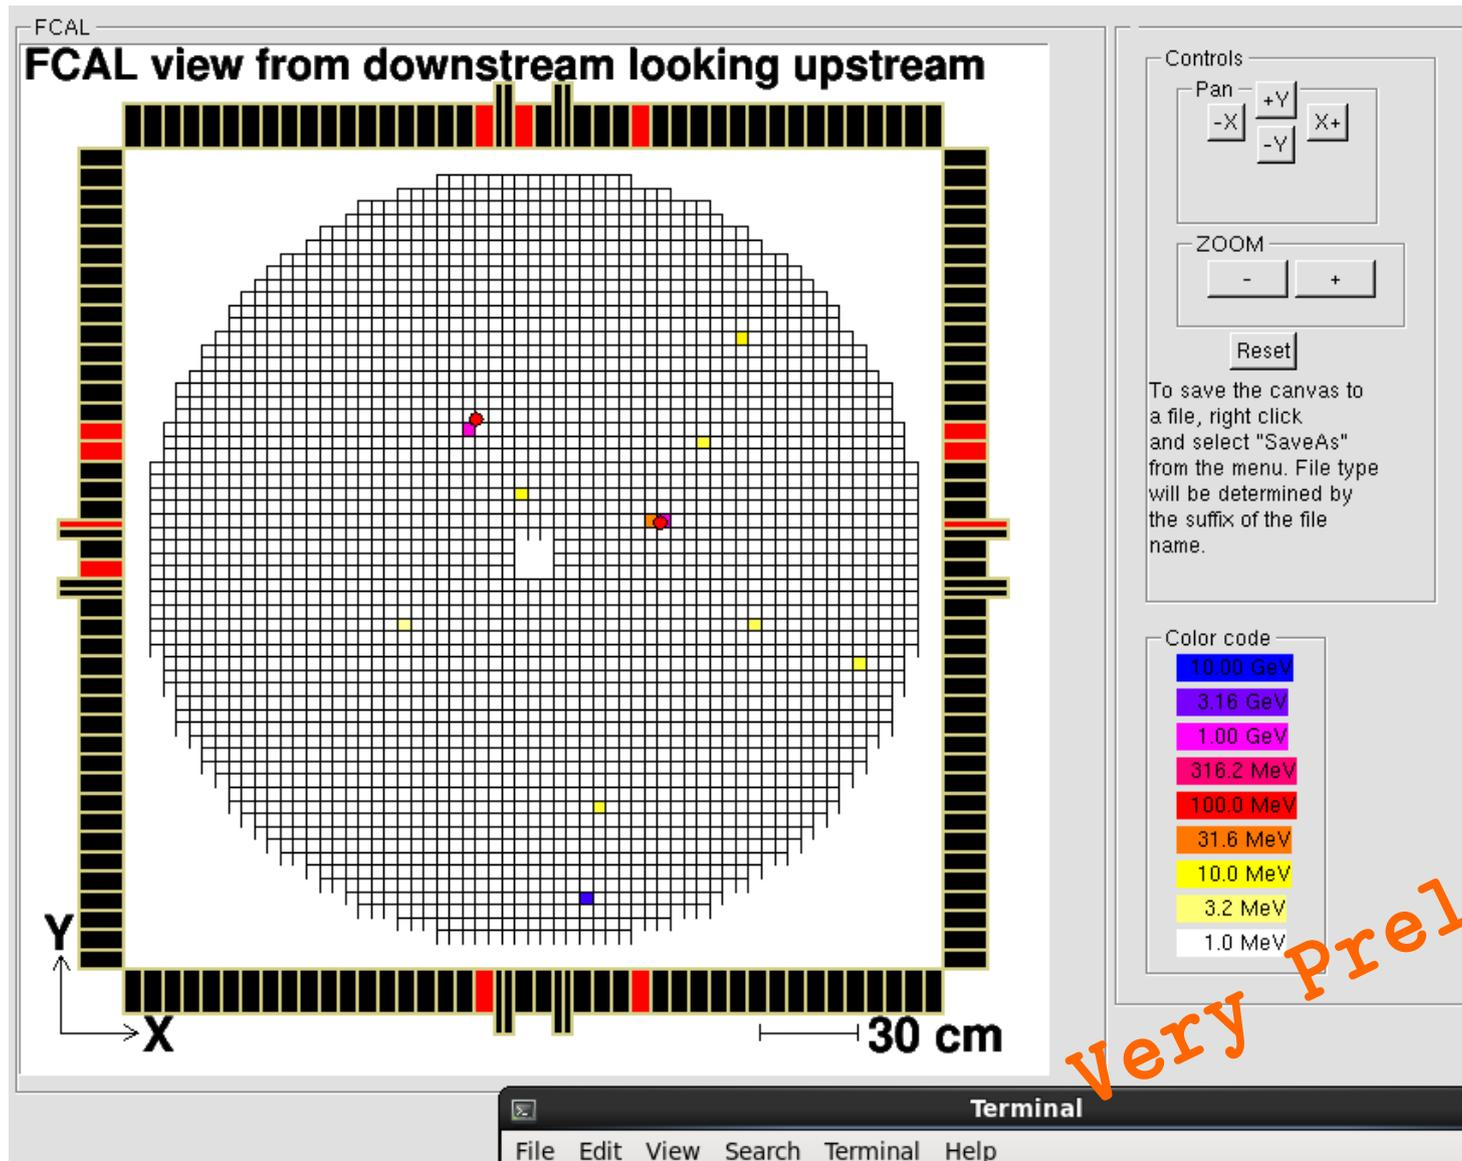 FCAL
FCAL view from downstream looking upstream
Controls
Pan
+Y
-X
X+
-Y
ZOOM
-
+
Reset
To save the canvas to
a file, right click
and select "SaveAs"
from the menu. File type
will be determined by
the suffix of the file
name.
Color code
10.00 GeV
3.16 GeV
1.00 GeV
316.2 MeV
100.0 MeV
31.6 MeV
10.0 MeV
3.2 MeV
1.0 MeV
Y
X
30 cm
Very Prel
Terminal
File Edit View Search Terminal Help